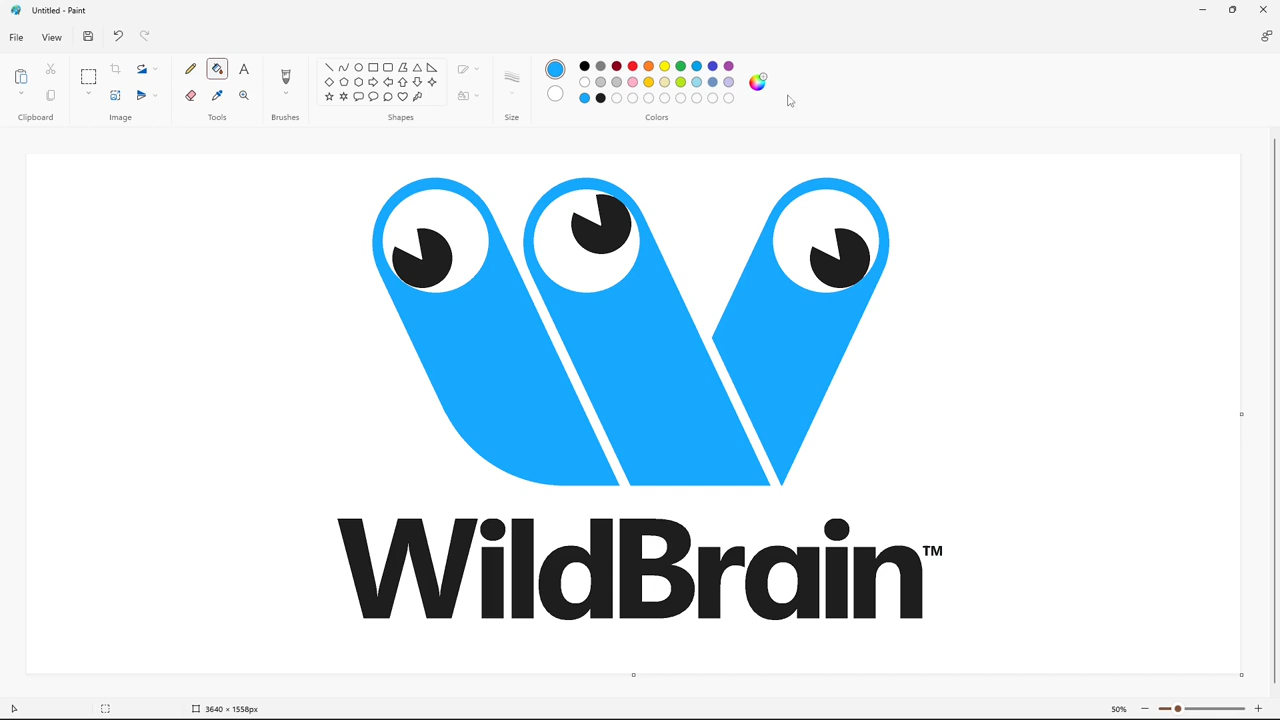 Untitled - Paint
File View
Clipboard Image Tools Brushes Shapes Size Colors
WildBrain™
3640 × 1558px 50%